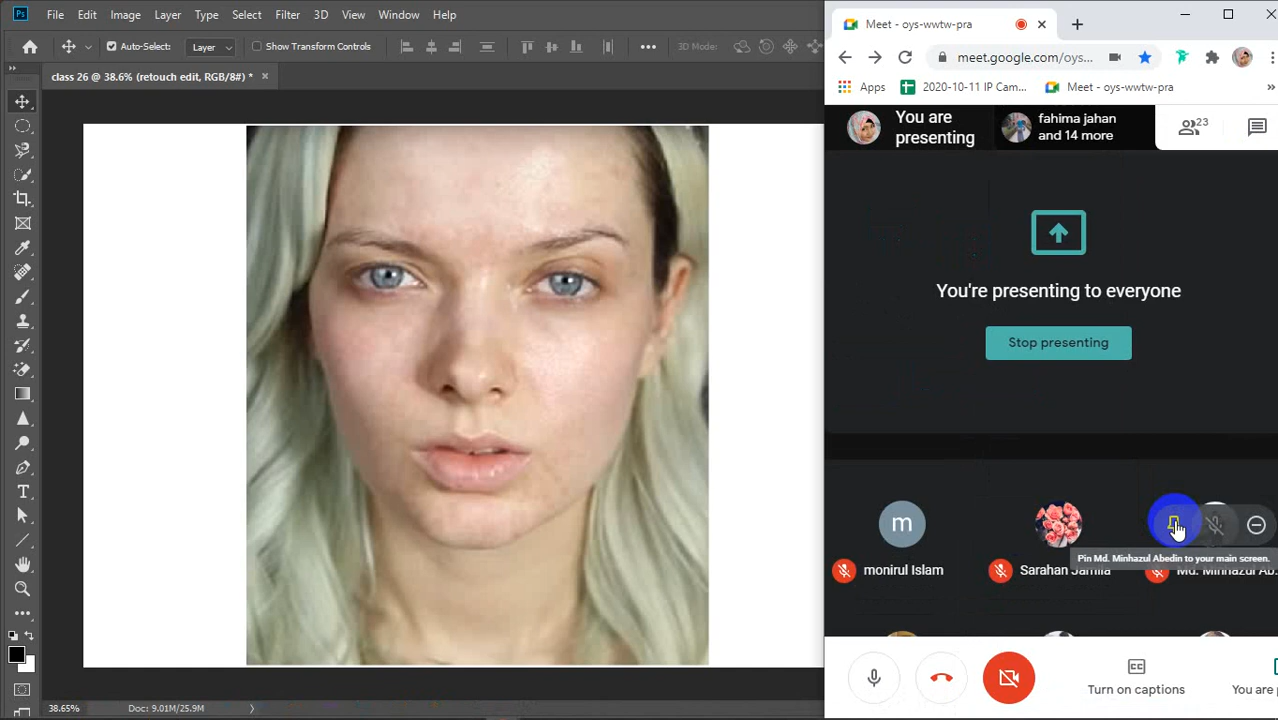 Ps File Edit Image Layer Type Select Filter 3D View Window Help
Auto-Select: Layer Show Transform Controls 3D Mode:
class 26 @ 38.6% (retouch edit, RGB/8#) *
38.65% Doc: 9.01M/25.9M
Meet - oys-wwtw-pra
meet.google.com/oys...
Apps 2020-10-11 IP Cam... Meet - oys-wwtw-pra
You are
presenting
fahima jahan
and 14 more
23
You're presenting to everyone
Stop presenting
m
Pin Md. Minhazul Abedin to your main screen.
monirul Islam Sarahan Jamila Md. Minhazul Ab...
Turn on captions You are p